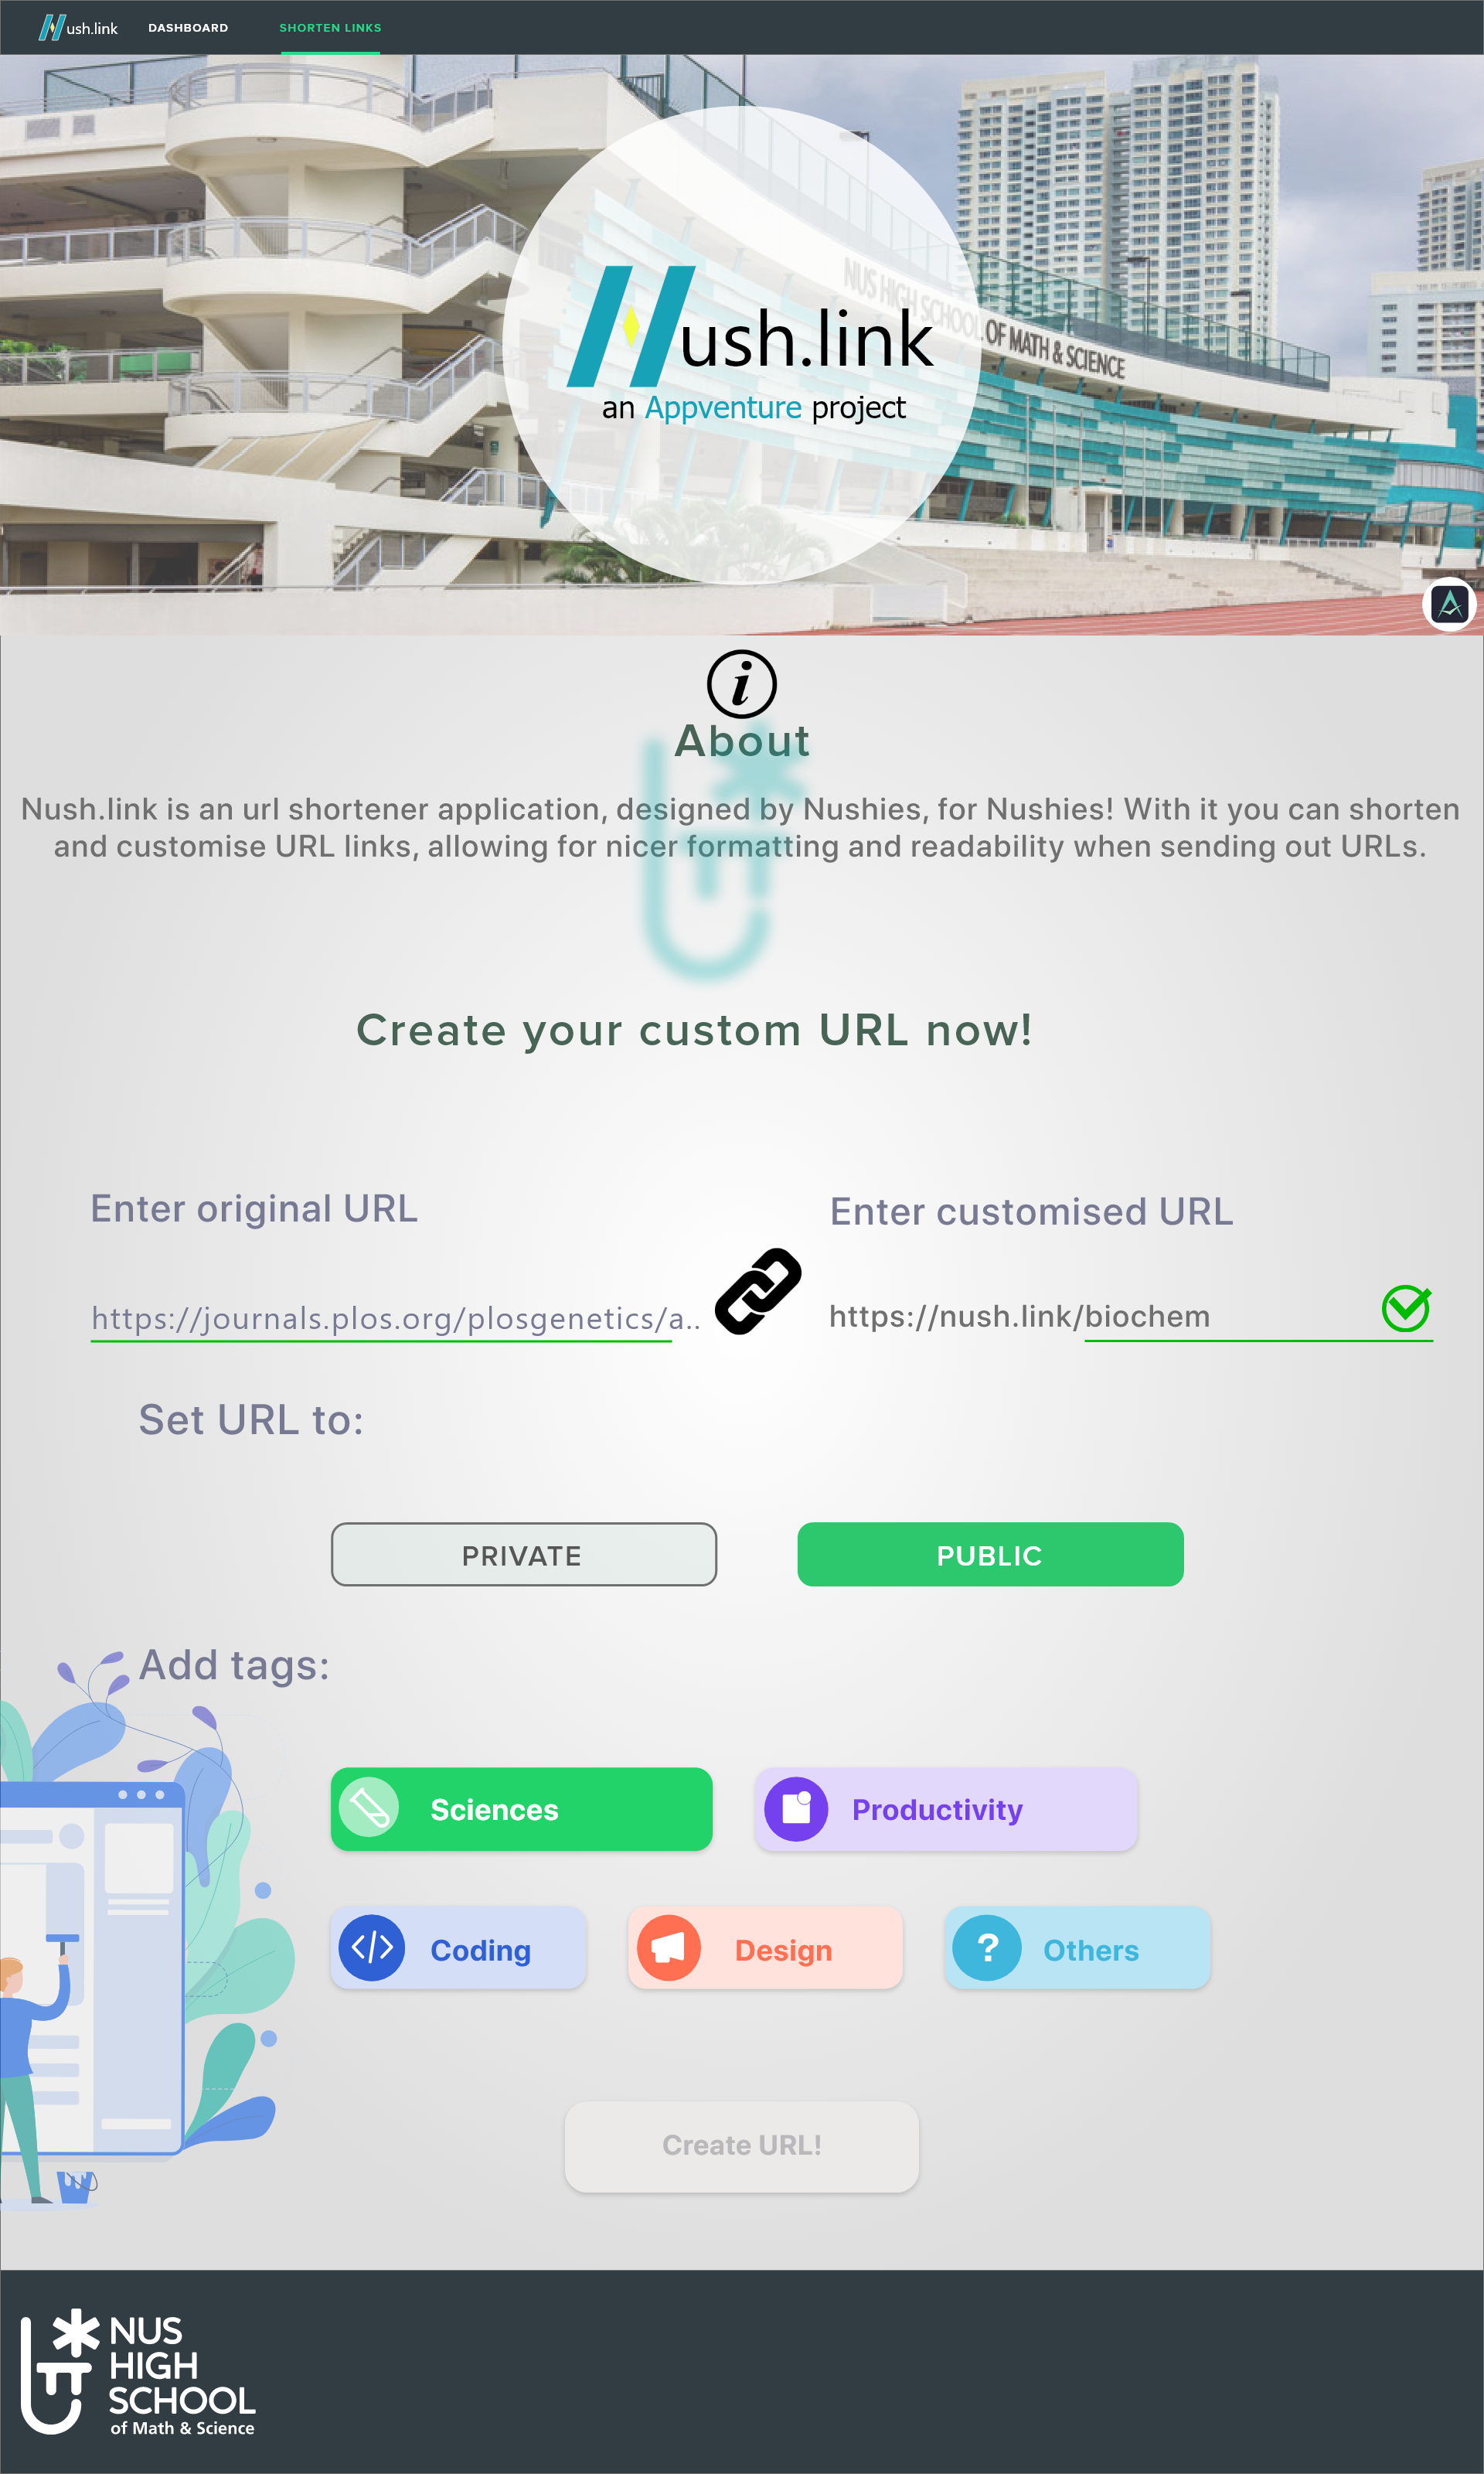 ush.link DASHBOARD SHORTEN LINKS
NUS HIGH SCHOOL OF MATH & SCIENCE
ush.link
an Appventure project
i
About
Nush.link is an url shortener application, designed by Nushies, for Nushies! With it you can shorten
and customise URL links, allowing for nicer formatting and readability when sending out URLs.
Create your custom URL now!
Enter original URL
Enter customised URL
https://journals.plos.org/plosgenetics/a..
https://nush.link/biochem
Set URL to:
PRIVATE
PUBLIC
Add tags:
Sciences
Productivity
</> Coding
Design
? Others
Create URL!
NUS
HIGH
SCHOOL
of Math & Science